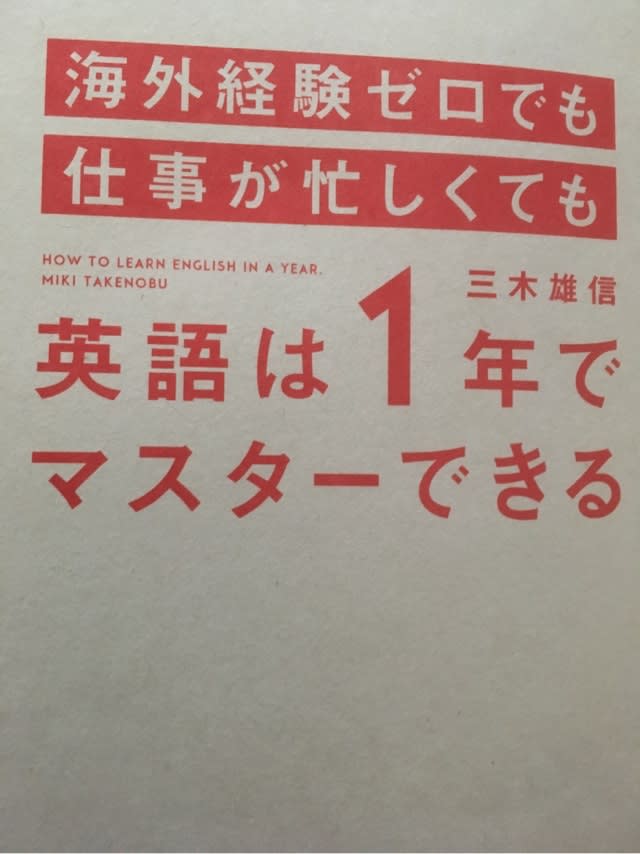 海外経験ゼロでも
仕事が忙しくても
HOW TO LEARN ENGLISH IN A YEAR.
MIKI TAKENOBU
三木雄信
英語は1年で
マスターできる